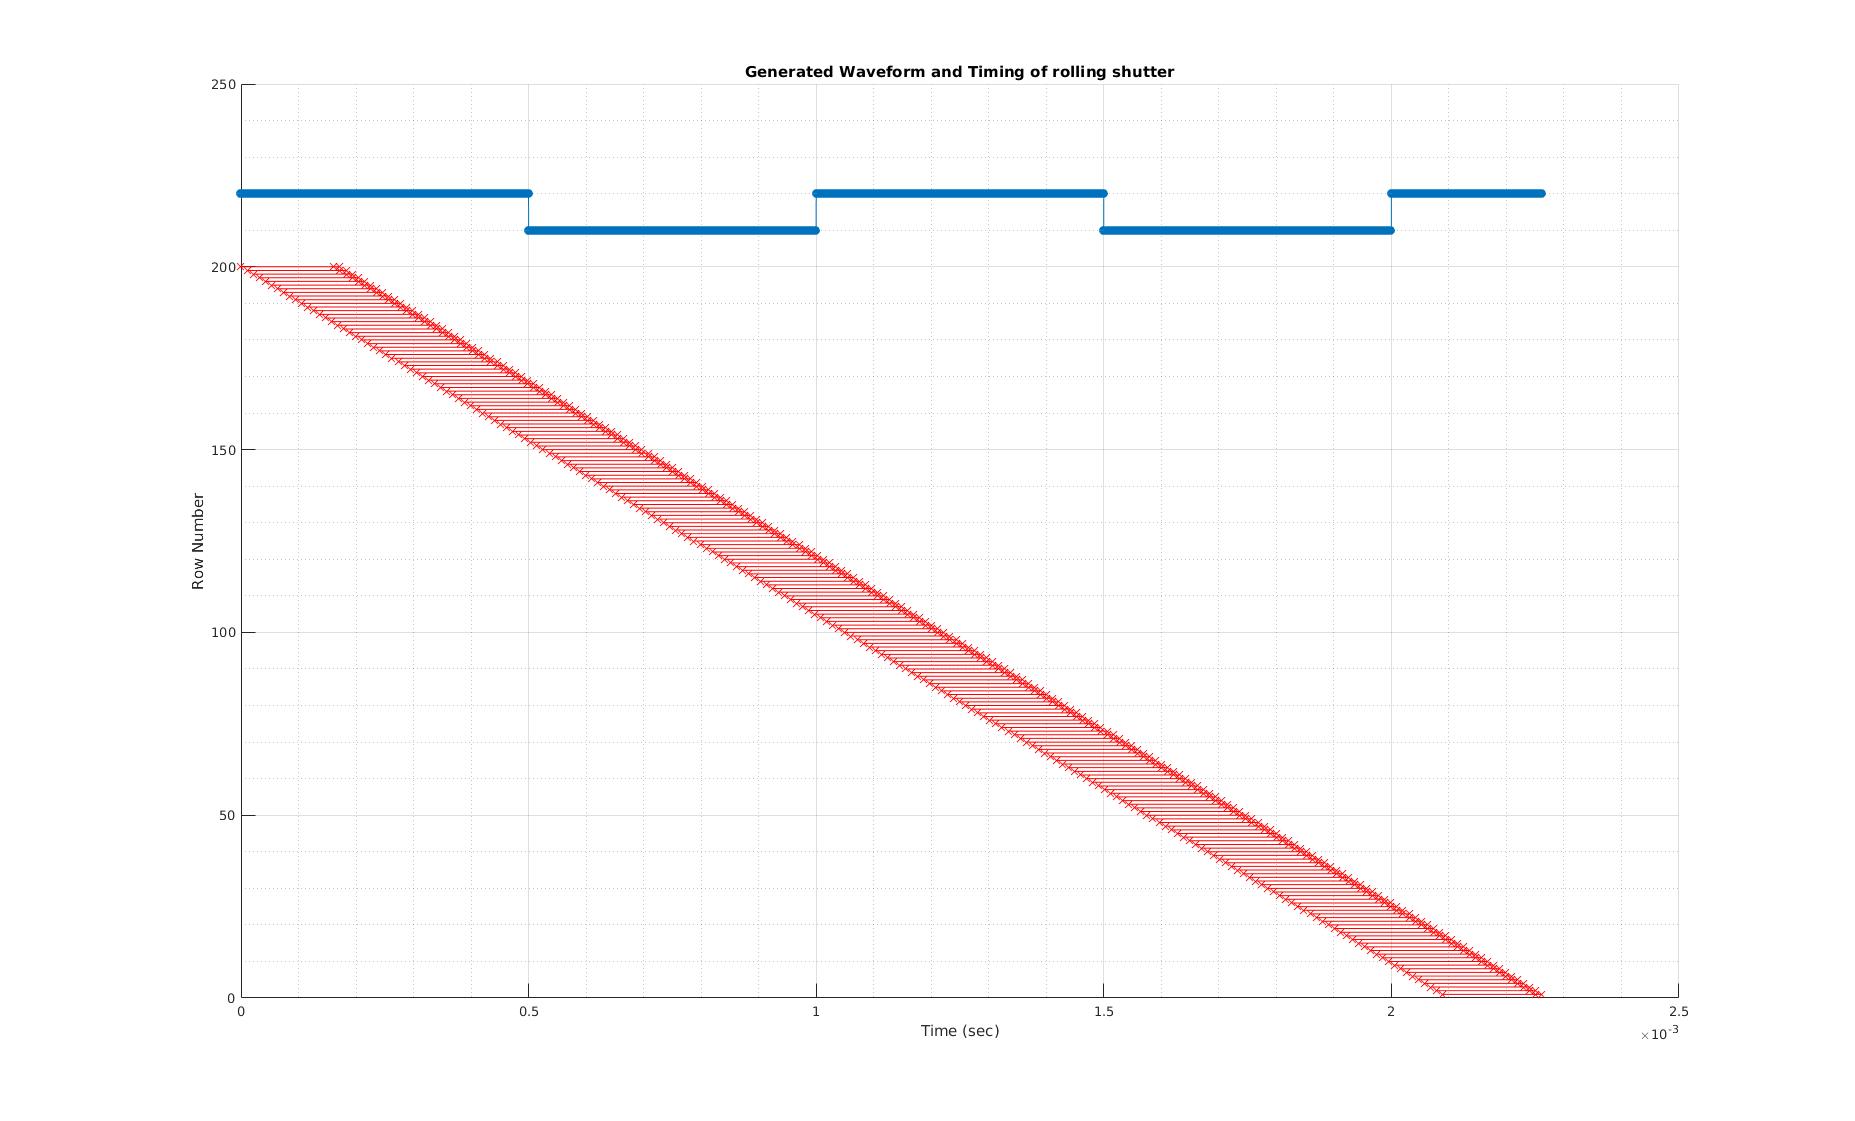 Generated Waveform and Timing of rolling shutter
250
200
150
100
50
0
Row Number
0 0.5 1 1.5 2 2.5
Time (sec)
×10-3